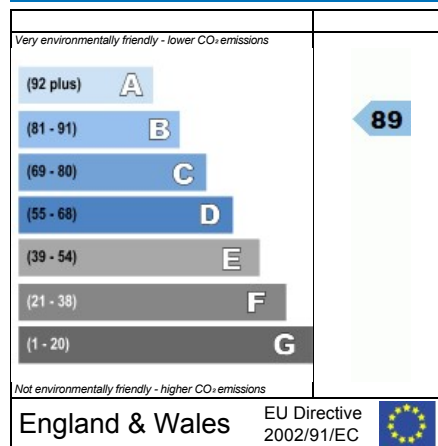 Very environmentally friendly - lower CO₂ emissions
(92 plus) A
(81 - 91) B
89
(69 - 80) C
(55 - 68) D
(39 - 54) E
(21 - 38) F
(1 - 20) G
Not environmentally friendly - higher CO₂ emissions
England & Wales
EU Directive
2002/91/EC